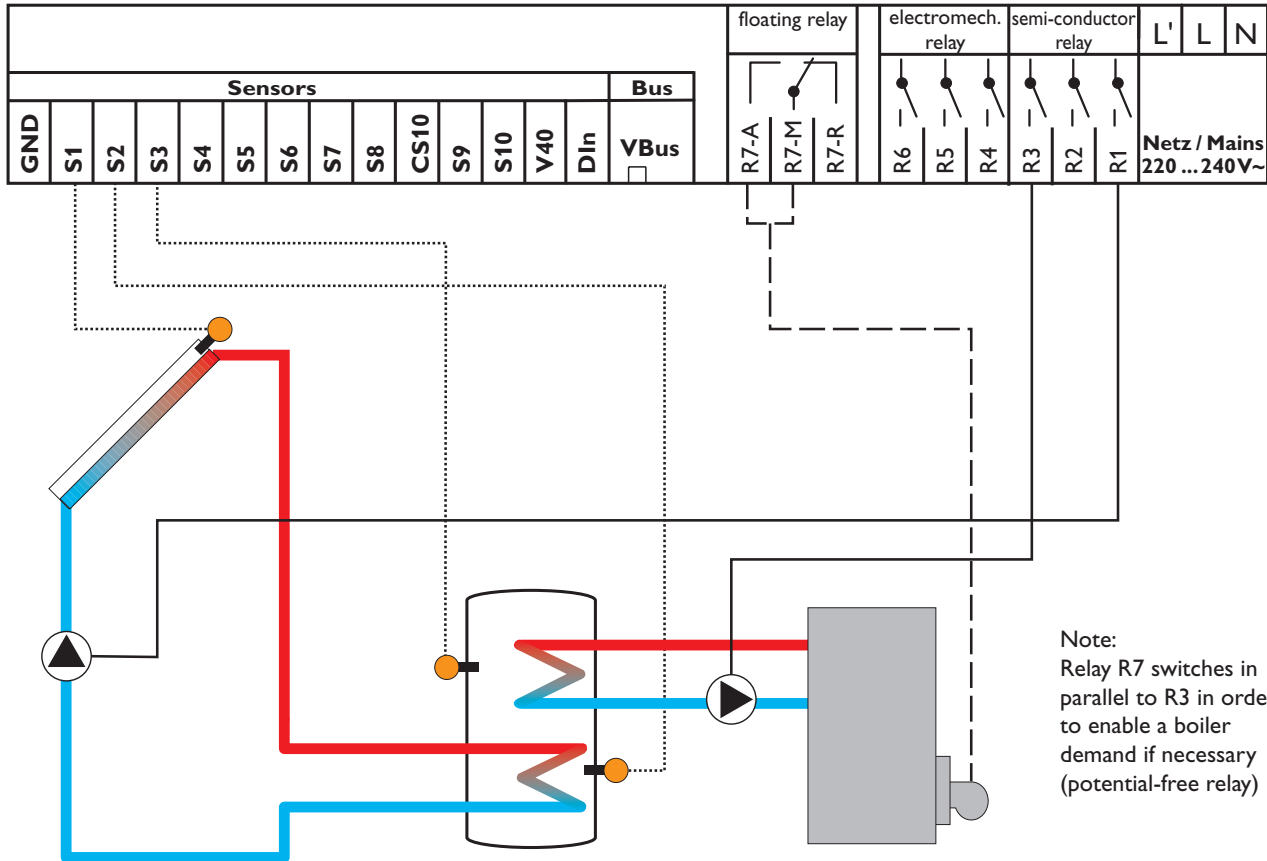 floating relay
electromech.
relay
semi-conductor
relay
L'
L
N
Sensors
Bus
GND
S1
S2
S3
S4
S5
S6
S7
S8
CS10
S9
S10
V40
DIn
VBus
R7-A
R7-M
R7-R
R6
R5
R4
R3
R2
R1
Netz / Mains
220 ... 240 V~
Note:
Relay R7 switches in
parallel to R3 in orde
to enable a boiler
demand if necessary
(potential-free relay)